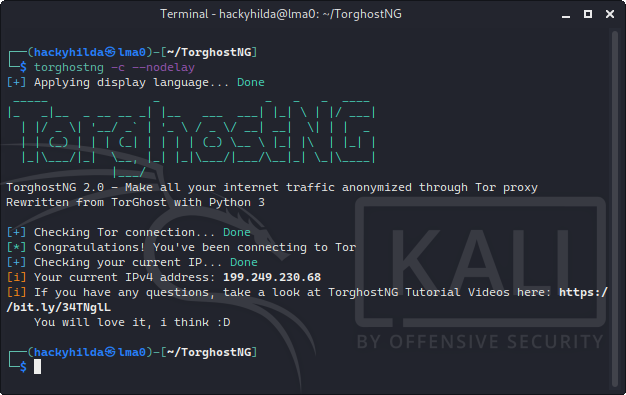 Terminal - hackyhilda@lma0: ~/TorghostNG
┌──(hackyhilda㉿lma0)-[~/TorghostNG]
└─$ torghostng -c --nodelay
[+] Applying display language... Done
TorghostNG
TorghostNG 2.0 - Make all your internet traffic anonymized through Tor proxy
Rewritten from TorGhost with Python 3
[+] Checking Tor connection... Done
[*] Congratulations! You've been connecting to Tor
[+] Checking your current IP... Done
[i] Your current IPv4 address: 199.249.230.68
[i] If you have any questions, take a look at TorghostNG Tutorial Videos here: https:/
/bit.ly/34TNglL
You will love it, i think :D
┌──(hackyhilda㉿lma0)-[~/TorghostNG]
└─$
KALI
BY OFFENSIVE SECURITY